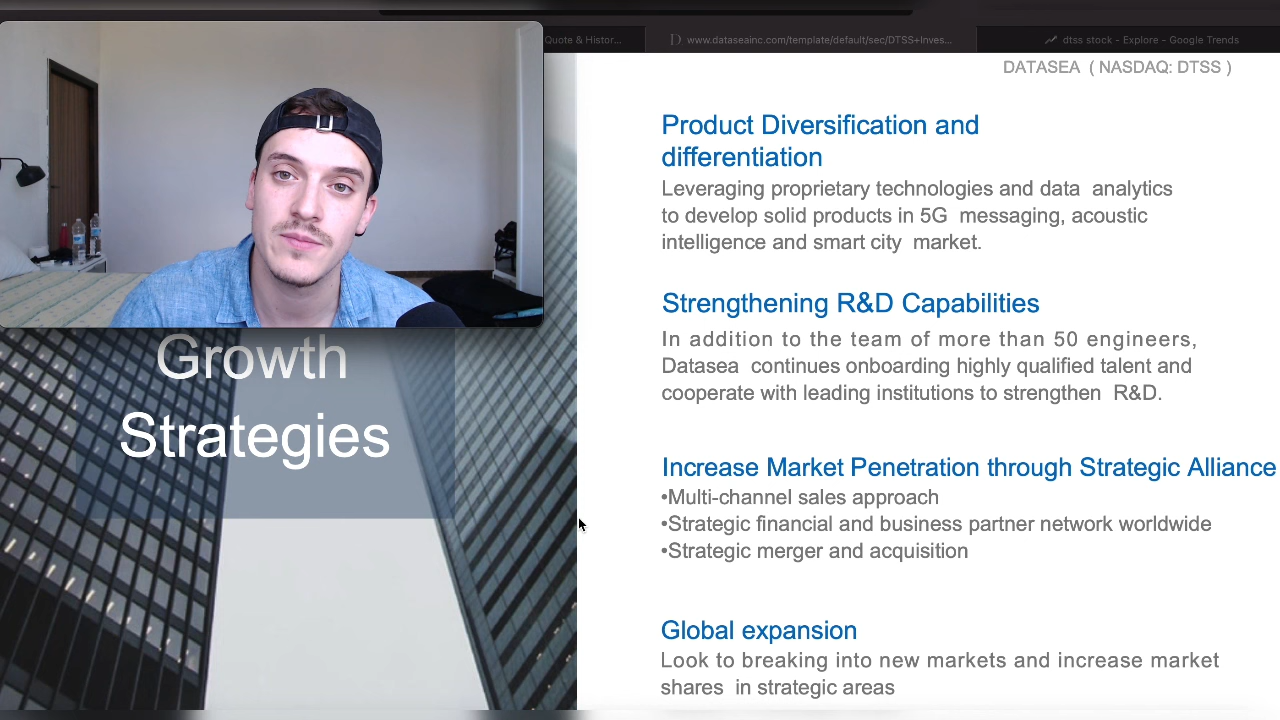 Quote & Histor...
www.dataseainc.com/template/default/sec/DTSS+Inves...
dtss stock - Explore - Google Trends
DATASEA ( NASDAQ: DTSS )
Growth
Strategies
Product Diversification and
differentiation
Leveraging proprietary technologies and data analytics
to develop solid products in 5G messaging, acoustic
intelligence and smart city market.
Strengthening R&D Capabilities
In addition to the team of more than 50 engineers,
Datasea continues onboarding highly qualified talent and
cooperate with leading institutions to strengthen R&D.
Increase Market Penetration through Strategic Alliance
•Multi-channel sales approach
•Strategic financial and business partner network worldwide
•Strategic merger and acquisition
Global expansion
Look to breaking into new markets and increase market
shares in strategic areas